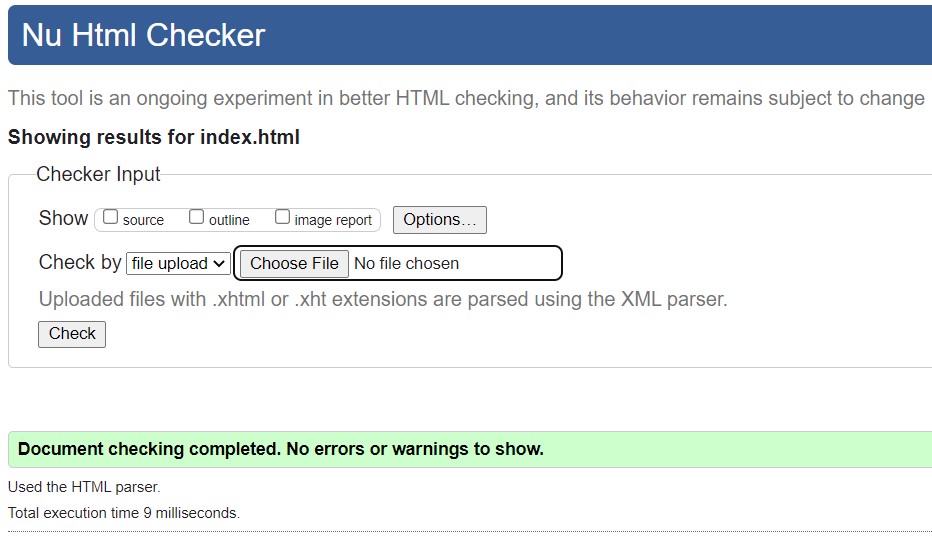 Nu Html Checker
This tool is an ongoing experiment in better HTML checking, and its behavior remains subject to change
Showing results for index.html
Checker Input
Show source outline image report Options…
Check by file upload Choose File No file chosen
Uploaded files with .xhtml or .xht extensions are parsed using the XML parser.
Check
Document checking completed. No errors or warnings to show.
Used the HTML parser.
Total execution time 9 milliseconds.